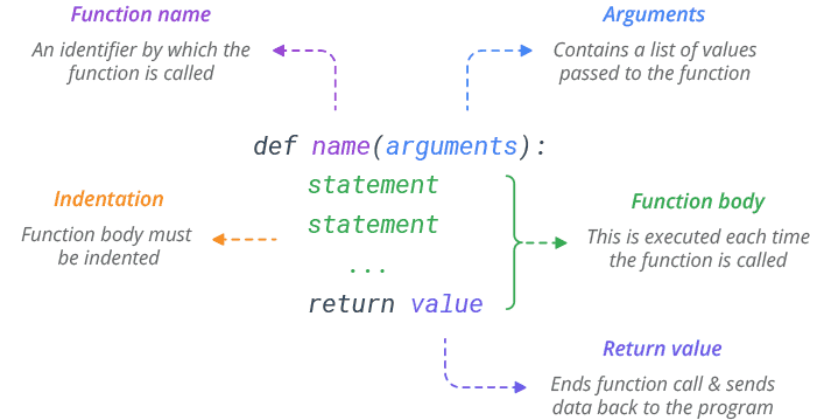 Function name
An identifier by which the
function is called
Arguments
Contains a list of values
passed to the function
def name(arguments):
statement
statement
...
return value
Indentation
Function body must
be indented
Function body
This is executed each time
the function is called
Return value
Ends function call & sends
data back to the program